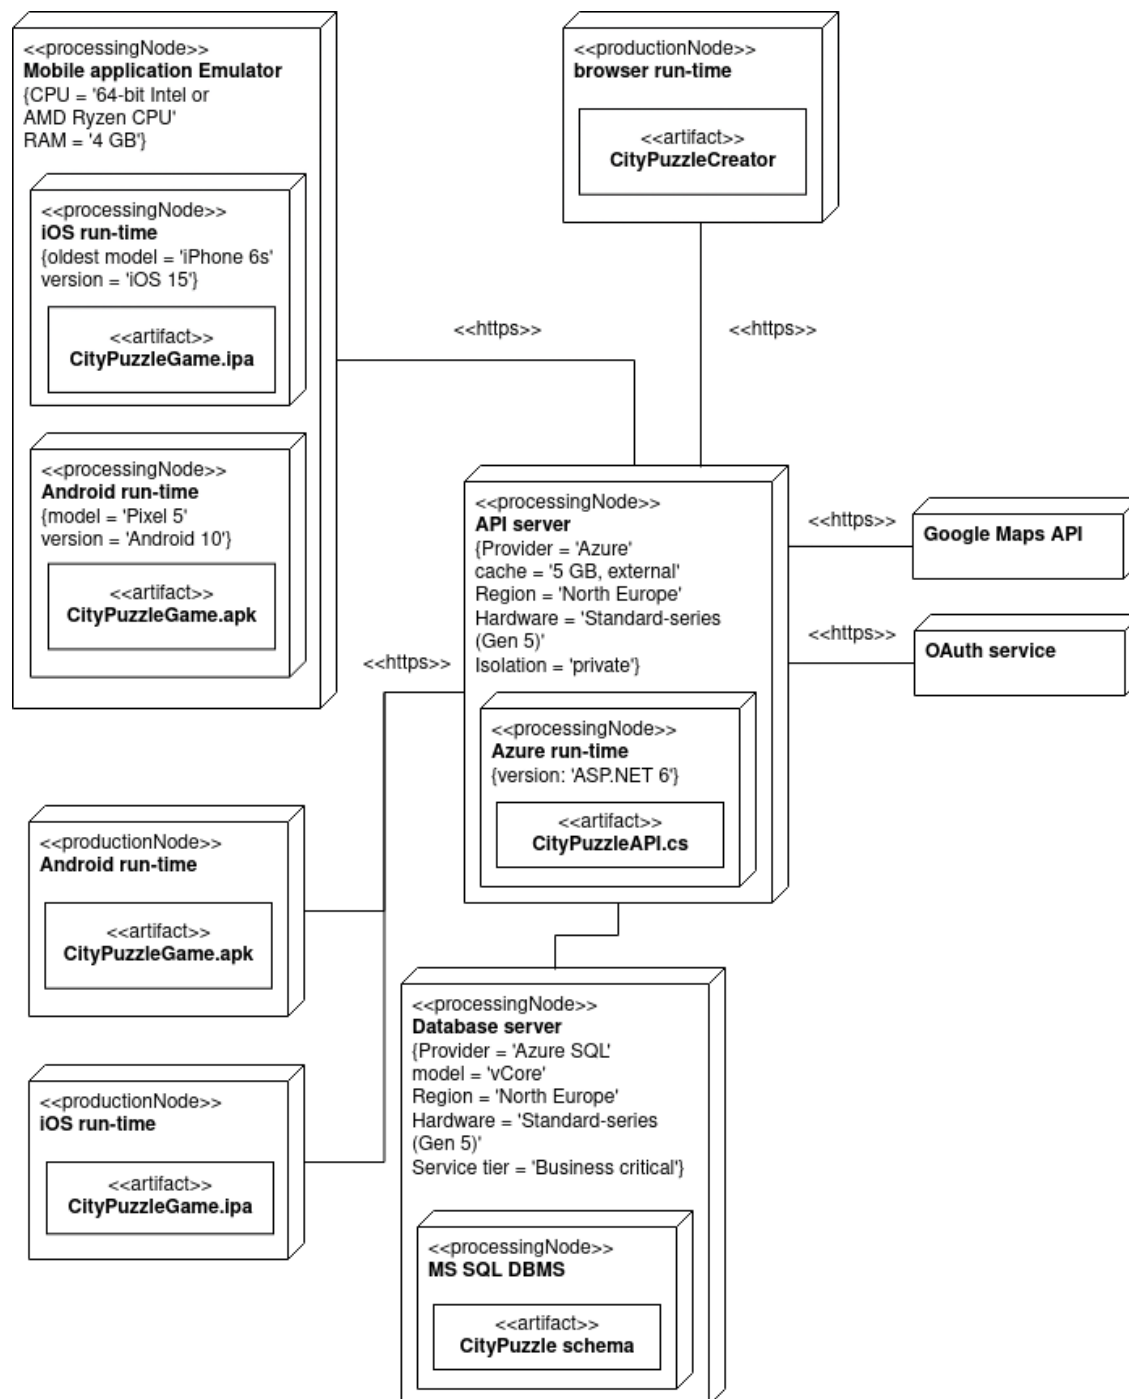 <<processingNode>>
Mobile application Emulator
{CPU = '64-bit Intel or
AMD Ryzen CPU'
RAM = '4 GB'}
<<processingNode>>
iOS run-time
{oldest model = 'iPhone 6s'
version = 'iOS 15'}
<<artifact>>
CityPuzzleGame.ipa
<<processingNode>>
Android run-time
{model = 'Pixel 5'
version = 'Android 10'}
<<artifact>>
CityPuzzleGame.apk
<<productionNode>>
browser run-time
<<artifact>>
CityPuzzleCreator
<<https>>
<<https>>
<<processingNode>>
API server
{Provider = 'Azure'
cache = '5 GB, external'
Region = 'North Europe'
Hardware = 'Standard-series
(Gen 5)'
Isolation = 'private'}
<<processingNode>>
Azure run-time
{version: 'ASP.NET 6'}
<<artifact>>
CityPuzzleAPI.cs
<<https>>
Google Maps API
<<https>>
OAuth service
<<https>>
<<productionNode>>
Android run-time
<<artifact>>
CityPuzzleGame.apk
<<productionNode>>
iOS run-time
<<artifact>>
CityPuzzleGame.ipa
<<processingNode>>
Database server
{Provider = 'Azure SQL'
model = 'vCore'
Region = 'North Europe'
Hardware = 'Standard-series
(Gen 5)'
Service tier = 'Business critical'}
<<processingNode>>
MS SQL DBMS
<<artifact>>
CityPuzzle schema